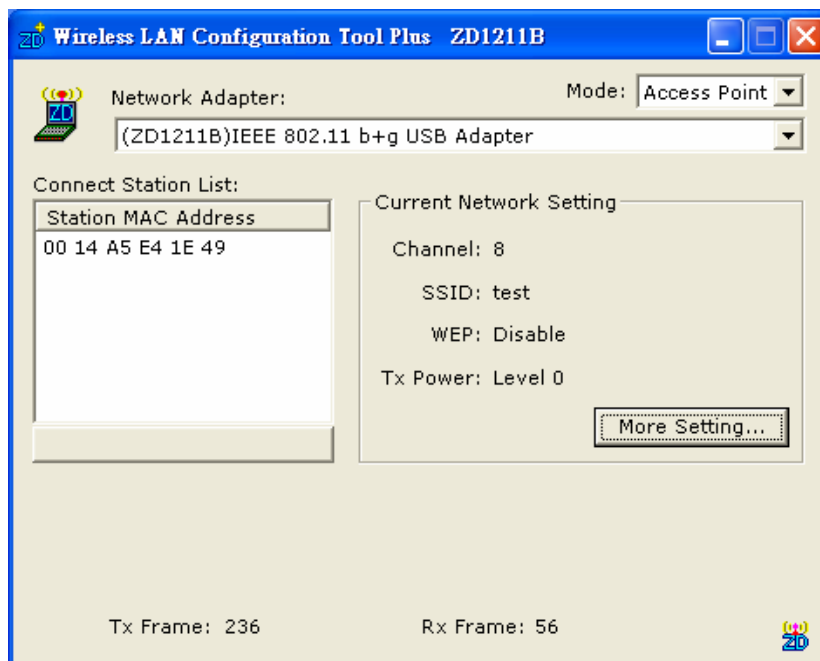 ZD Wireless LAN Configuration Tool Plus ZD1211B
Mode: Access Point
ZD
Network Adapter:
(ZD1211B)IEEE 802.11 b+g USB Adapter
Connect Station List:
Station MAC Address
00 14 A5 E4 1E 49
Current Network Setting
Channel: 8
SSID: test
WEP: Disable
Tx Power: Level 0
More Setting...
Tx Frame: 236
Rx Frame: 56
ZD